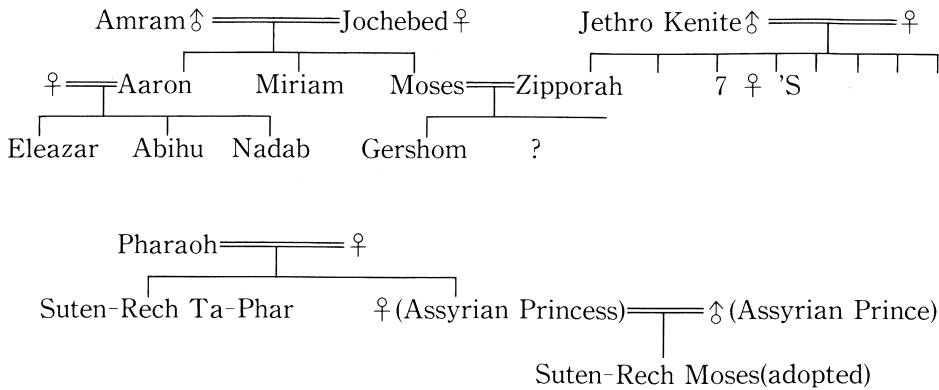 Amram♂ Jochebed♀ Jethro Kenite♂ ♀
♀ Aaron Miriam Moses Zipporah 7 ♀ 'S
Eleazar Abihu Nadab Gershom ?
Pharaoh ♀
Suten-Rech Ta-Phar ♀(Assyrian Princess) ♂(Assyrian Prince)
Suten-Rech Moses(adopted)